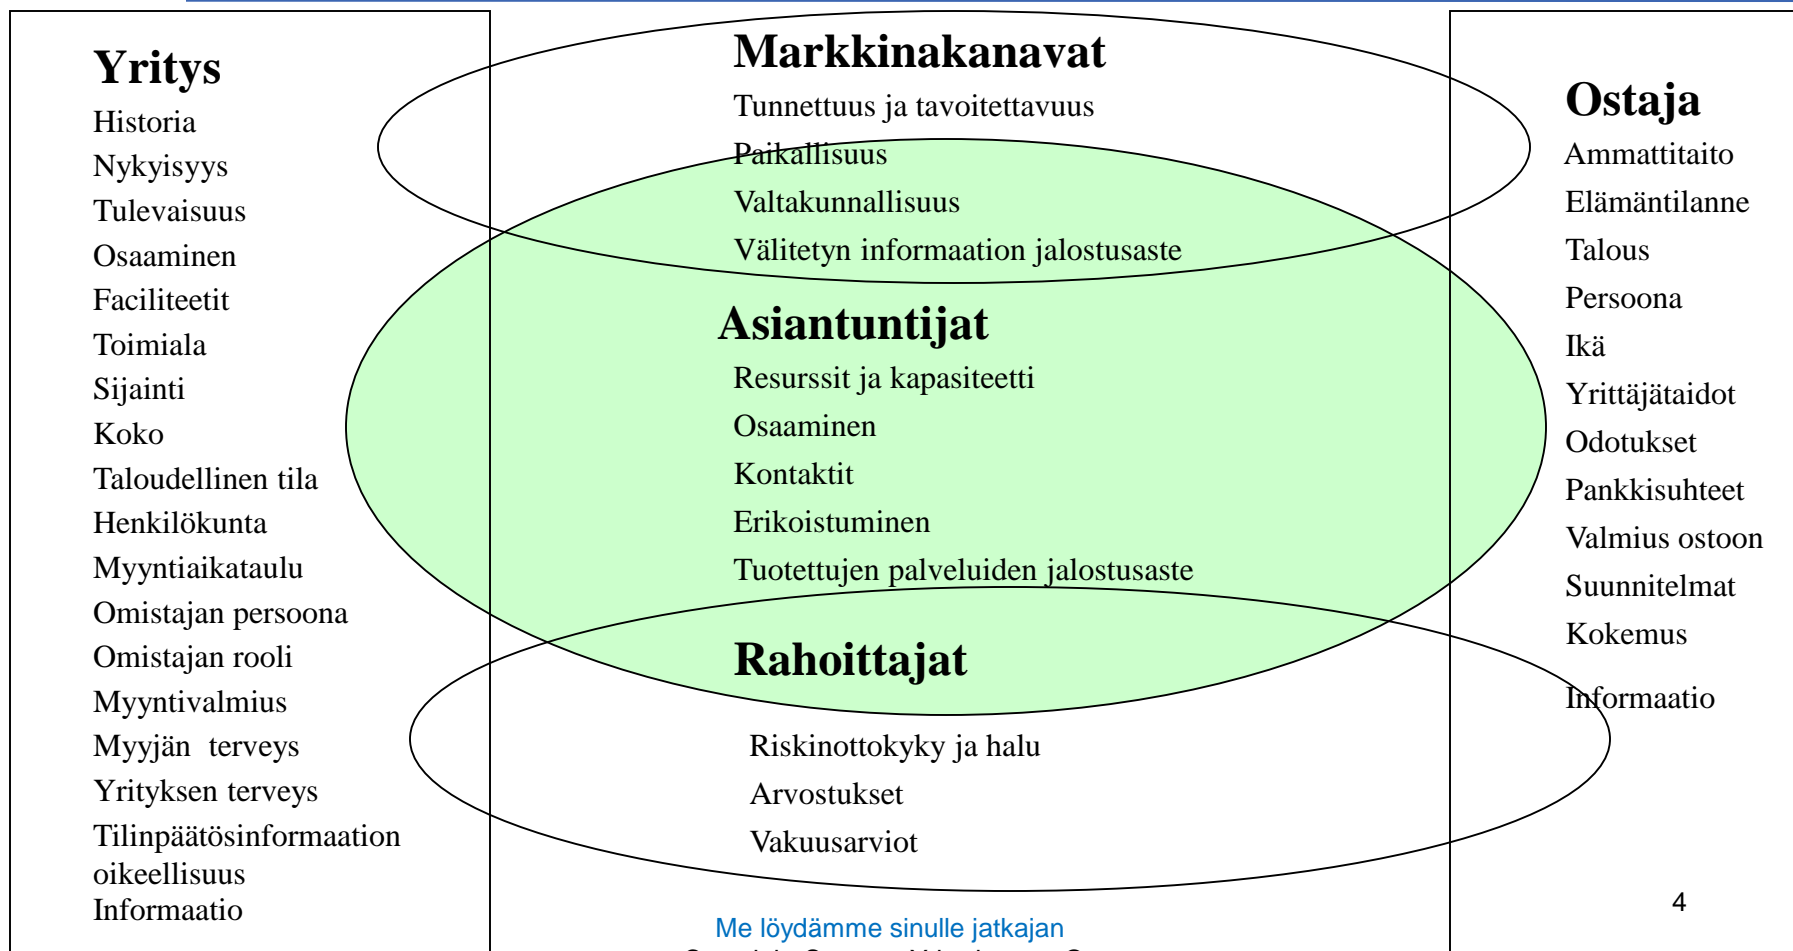 Yritys
Historia
Nykyisyys
Tulevaisuus
Osaaminen
Faciliteetit
Toimiala
Sijainti
Koko
Taloudellinen tila
Henkilökunta
Myyntiaikataulu
Omistajan persoona
Omistajan rooli
Myyntivalmius
Myyjän terveys
Yrityksen terveys
Tilinpäätösinformaation
oikeellisuus
Informaatio
Markkinakanavat
Tunnettuus ja tavoitettavuus
Paikallisuus
Valtakunnallisuus
Välitetyn informaation jalostusaste
Asiantuntijat
Resurssit ja kapasiteetti
Osaaminen
Kontaktit
Erikoistuminen
Tuotettujen palveluiden jalostusaste
Rahoittajat
Riskinottokyky ja halu
Arvostukset
Vakuusarviot
Ostaja
Ammattitaito
Elämäntilanne
Talous
Persoona
Ikä
Yrittäjätaidot
Odotukset
Pankkisuhteet
Valmius ostoon
Suunnitelmat
Kokemus
Informaatio
Me löydämme sinulle jatkajan
4